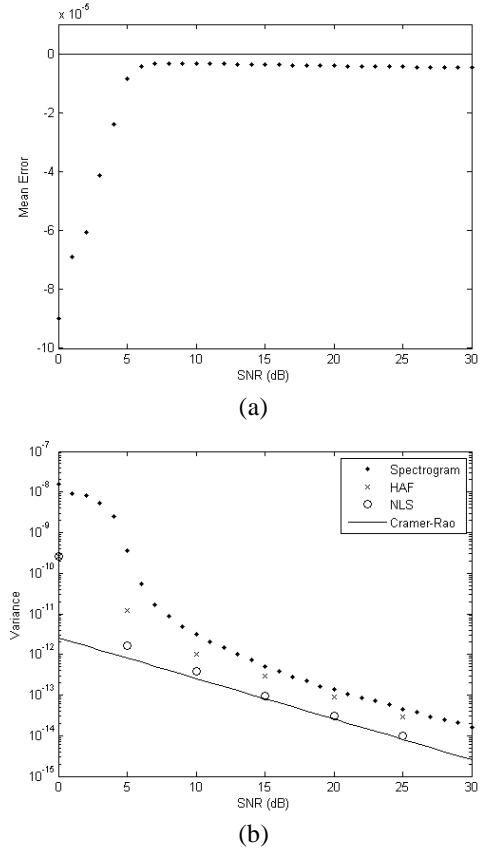 x 10⁻⁵
0
-2
-4
-6
-8
-10
Mean Error
0 5 10 15 20 25 30
SNR (dB)
(a)
10⁻⁷
10⁻⁸
10⁻⁹
10⁻¹⁰
10⁻¹¹
10⁻¹²
10⁻¹³
10⁻¹⁴
10⁻¹⁵
Variance
Spectrogram
HAF
NLS
Cramer-Rao
0 5 10 15 20 25 30
SNR (dB)
(b)